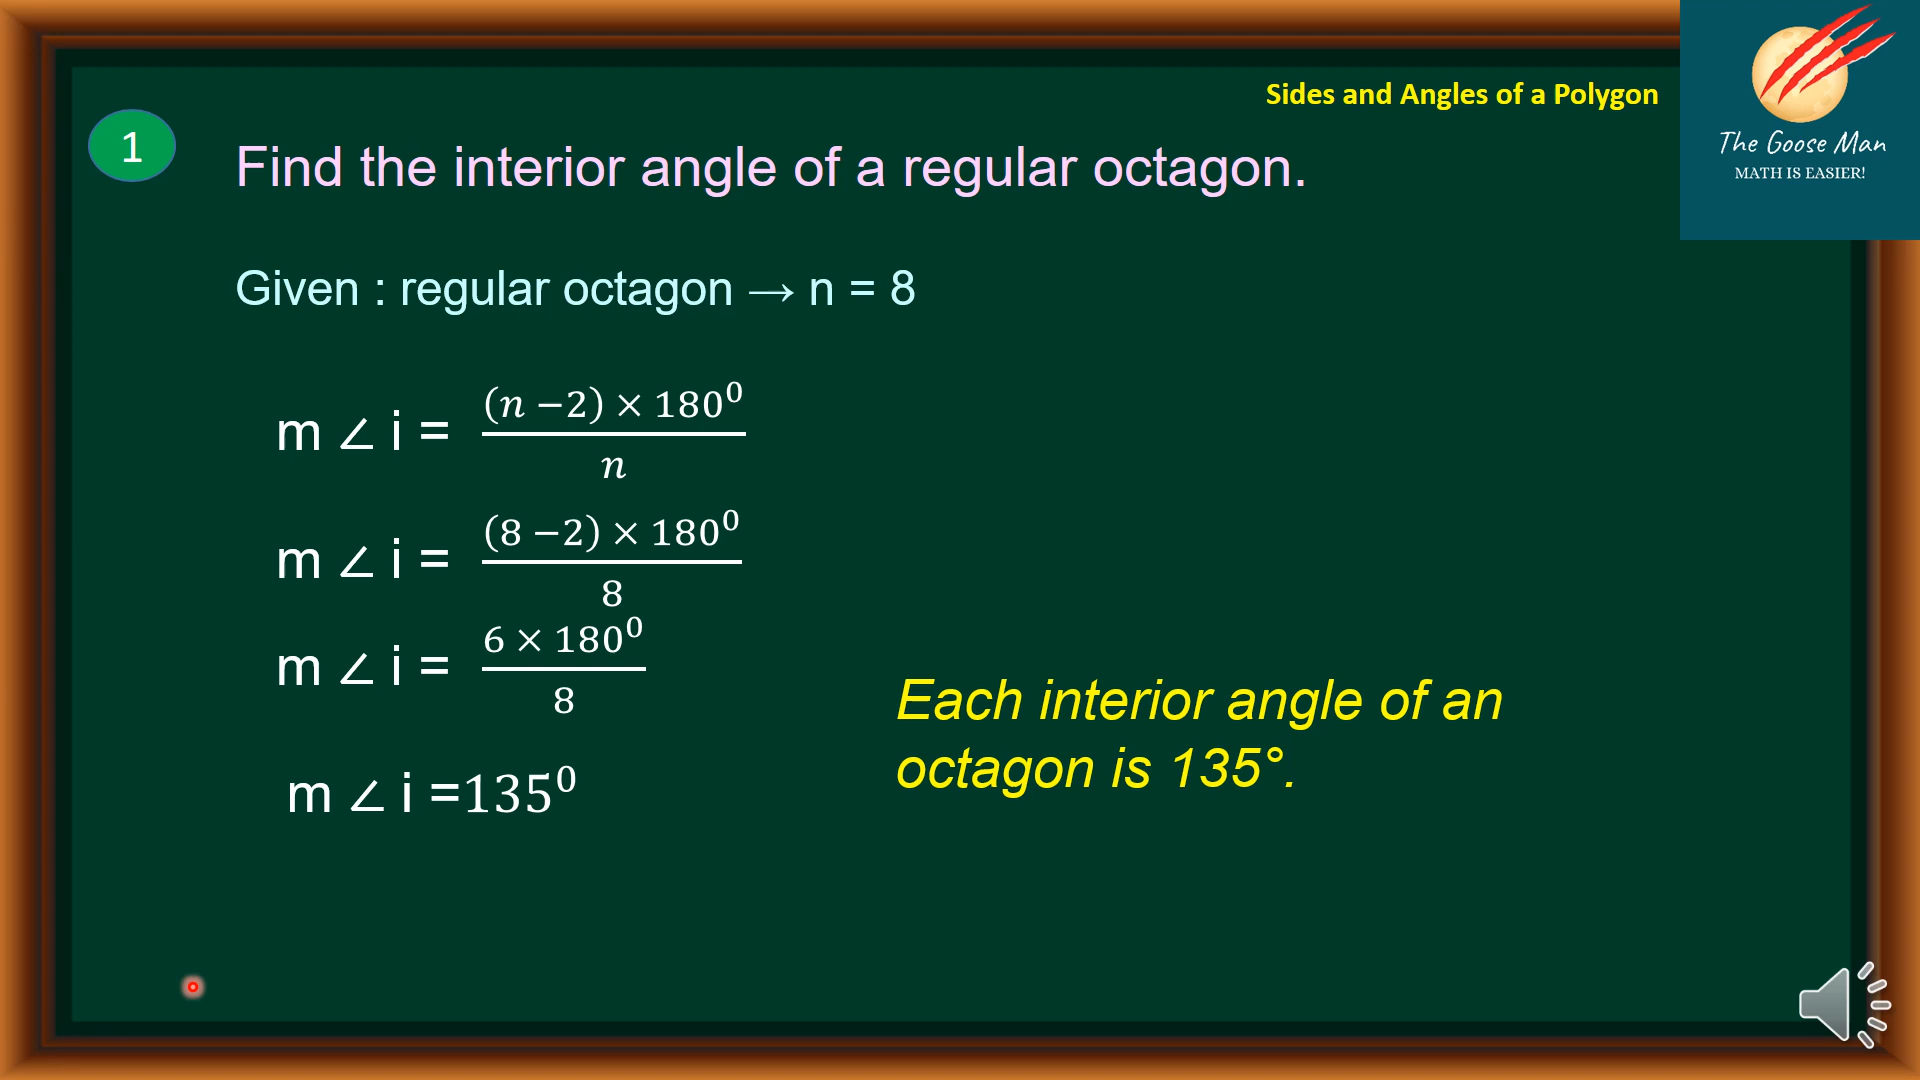 Sides and Angles of a Polygon
The Goose Man
MATH IS EASIER!
1
Find the interior angle of a regular octagon.
Given : regular octagon → n = 8
m ∠ i = (n −2) × 180⁰
n
m ∠ i = (8 −2) × 180⁰
8
m ∠ i = 6 × 180⁰
8
m ∠ i =135⁰
Each interior angle of an
octagon is 135°.